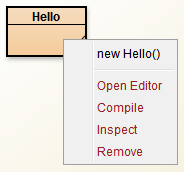 Hello
new Hello()
Open Editor
Compile
Inspect
Remove